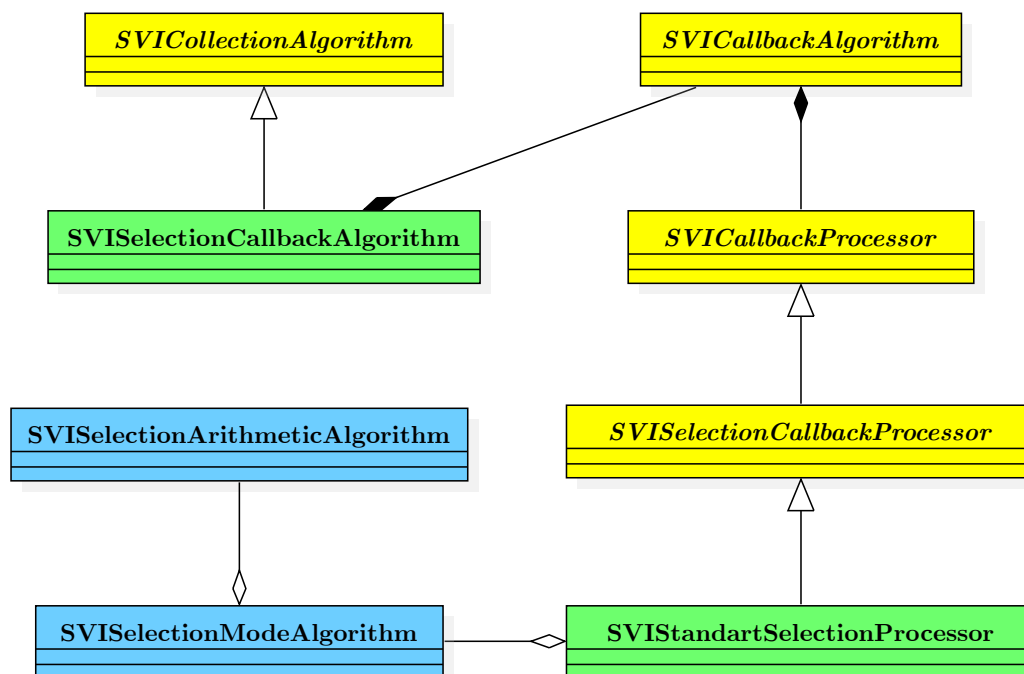 SVICollectionAlgorithm
SVICallbackAlgorithm
SVISelectionCallbackAlgorithm
SVICallbackProcessor
SVISelectionArithmeticAlgorithm
SVISelectionCallbackProcessor
SVISelectionModeAlgorithm
SVIStandartSelectionProcessor